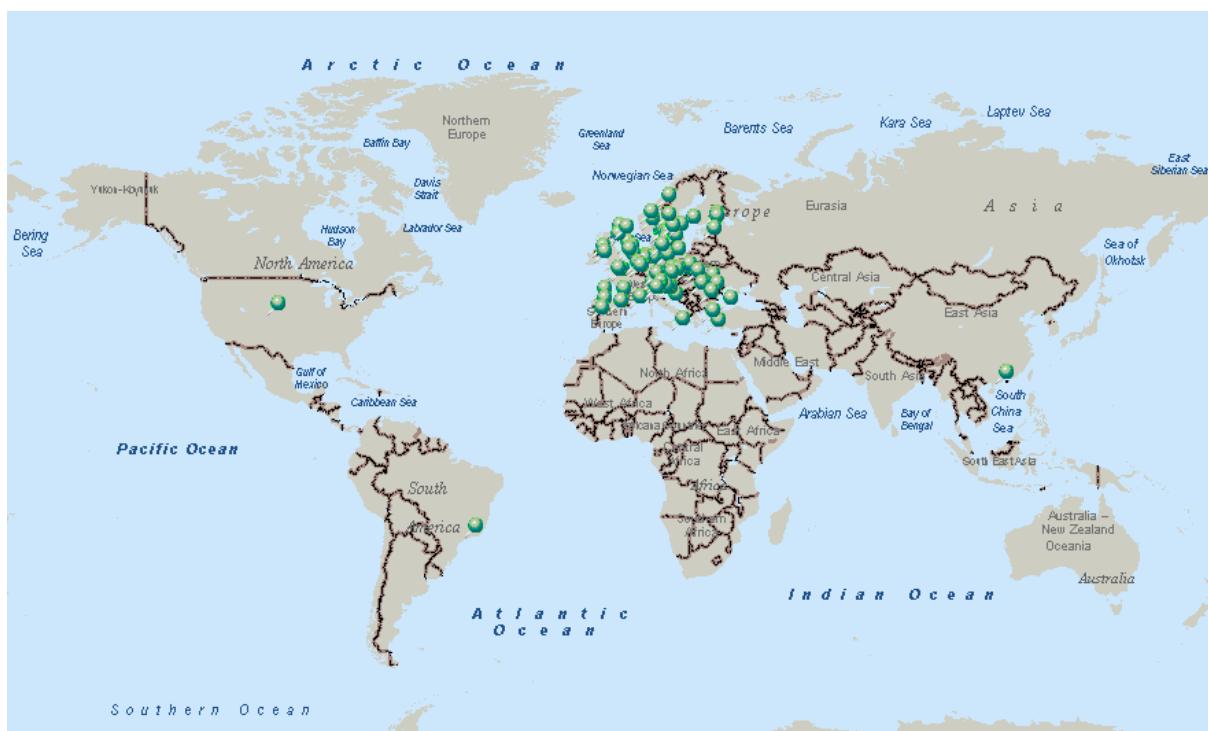 Arctic Ocean
Northern
Europe
Greenland
Sea
Barents Sea
Kara Sea
Laptev Sea
Baffin Bay
East
Siberian Sea
Norwegian Sea
Davis
Strait
Europe
Eurasia
Asia
Bering
Sea
Hudson
Bay
Labrador Sea
Sea of
Okhotsk
North America
Central Asia
East Asia
Southern
Europe
Middle East
Gulf of
Mexico
North Africa
South Asia
Caribbean Sea
West Africa
Arabian Sea
Bay of
Bengal
South
China
Sea
East Africa
Pacific Ocean
Central
Africa
South East Asia
South
America
Africa
Southern
Africa
Australia –
New Zealand
Oceania
Australia
Indian Ocean
Atlantic
Ocean
Southern Ocean